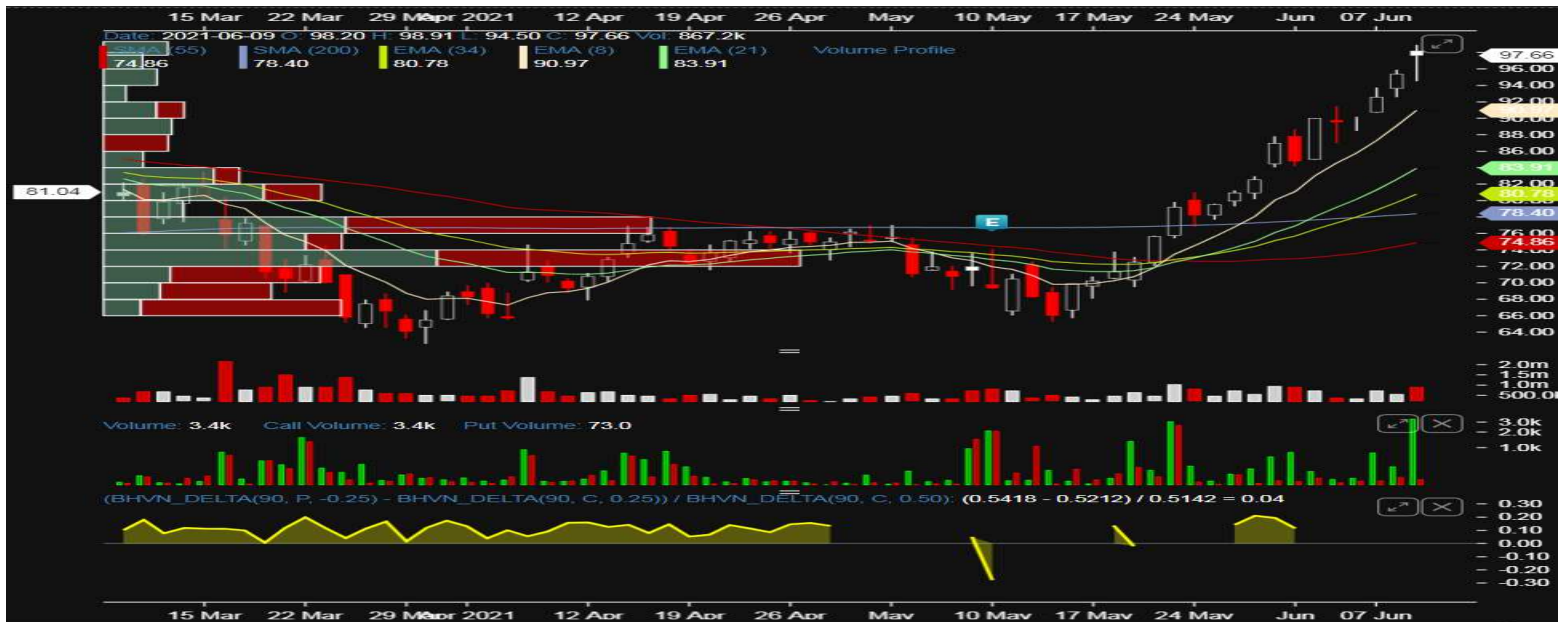 15 Mar 22 Mar 29 Mar Apr 2021 12 Apr 19 Apr 26 Apr May 10 May 17 May 24 May Jun 07 Jun
Date: 2021-06-09 O: 98.20 H: 98.91 L: 94.50 C: 97.66 Vol: 867.2k
SMA (55) SMA (200) EMA (34) EMA (8) EMA (21) Volume Profile
74.86 78.40 80.78 90.97 83.91
97.66
96.00
94.00
92.00
90.97
90.00
88.00
86.00
83.91
82.00
81.04
80.78
78.40
76.00
74.86
72.00
70.00
68.00
66.00
64.00
E
2.0m
1.5m
1.0m
500.0k
Volume: 3.4k Call Volume: 3.4k Put Volume: 73.0
3.0k
2.0k
1.0k
(BHVN_DELTA(90, P, -0.25) - BHVN_DELTA(90, C, 0.25)) / BHVN_DELTA(90, C, 0.50): (0.5418 - 0.5212) / 0.5142 = 0.04
0.30
0.20
0.10
0.00
-0.10
-0.20
-0.30
15 Mar 22 Mar 29 Mar Apr 2021 12 Apr 19 Apr 26 Apr May 10 May 17 May 24 May Jun 07 Jun